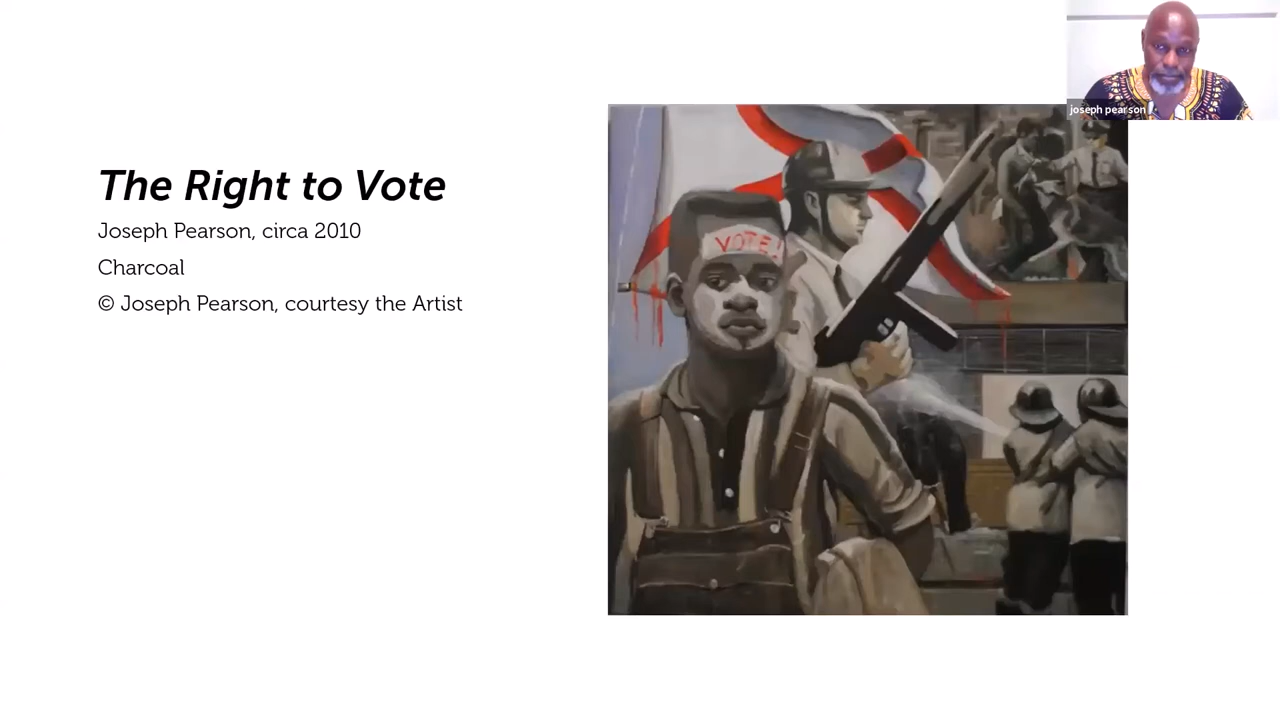 The Right to Vote
Joseph Pearson, circa 2010
Charcoal
© Joseph Pearson, courtesy the Artist
joseph pearson
VOTE!